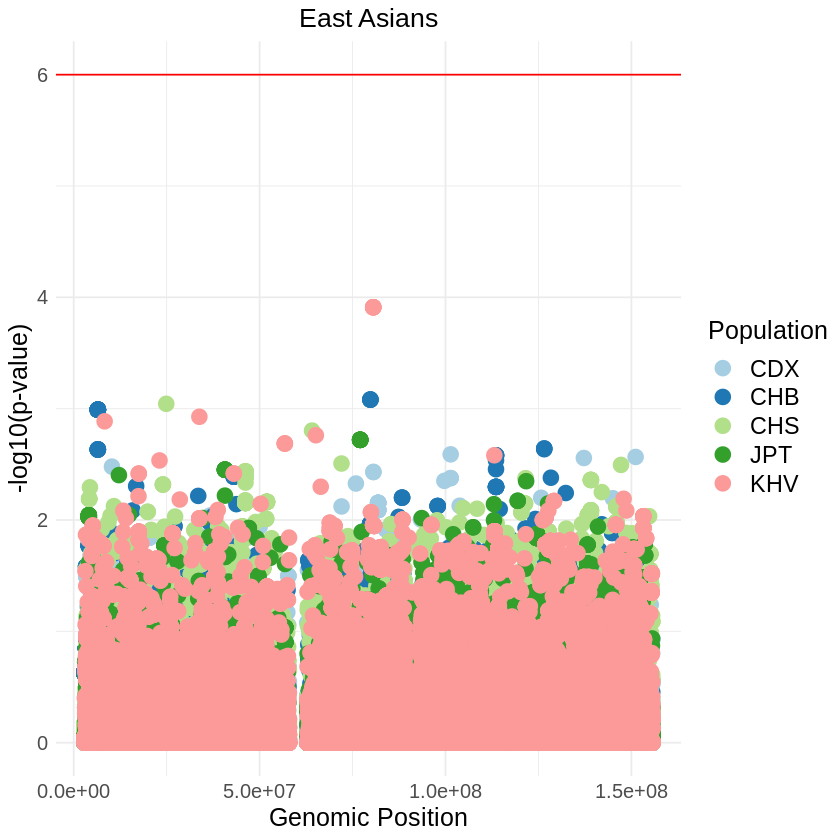 East Asians
6
4
2
0
-log10(p-value)
0.0e+00 5.0e+07 1.0e+08 1.5e+08
Genomic Position
Population
CDX
CHB
CHS
JPT
KHV